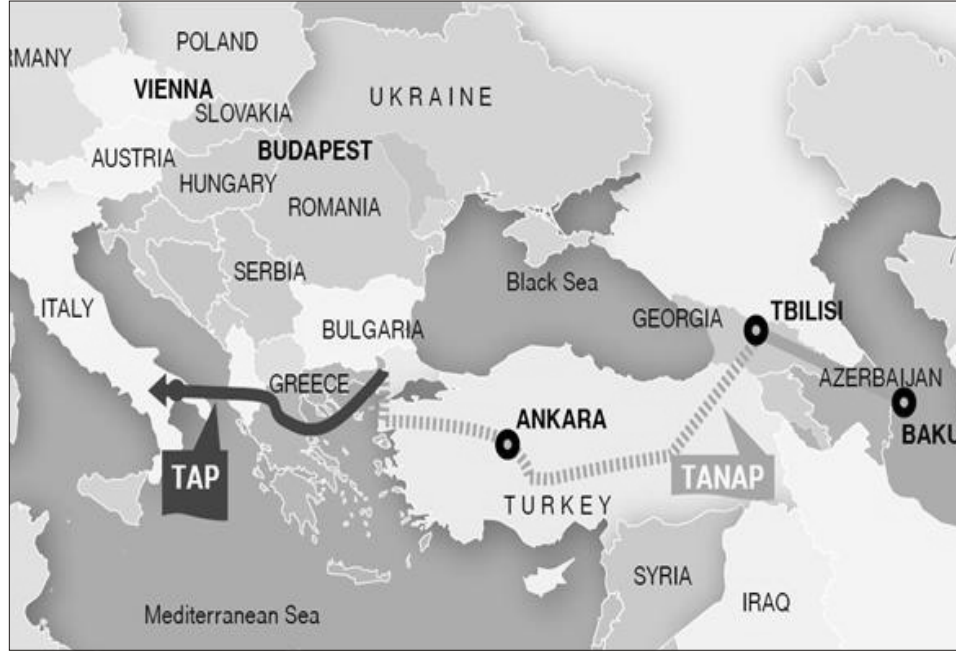 POLAND
RMANY
VIENNA
UKRAINE
SLOVAKIA
AUSTRIA
BUDAPEST
HUNGARY
ROMANIA
SERBIA
Black Sea
ITALY
TBILISI
GEORGIA
BULGARIA
GREECE
AZERBAIJAN
ANKARA
BAKU
TAP
TANAP
TURKEY
SYRIA
IRAQ
Mediterranean Sea